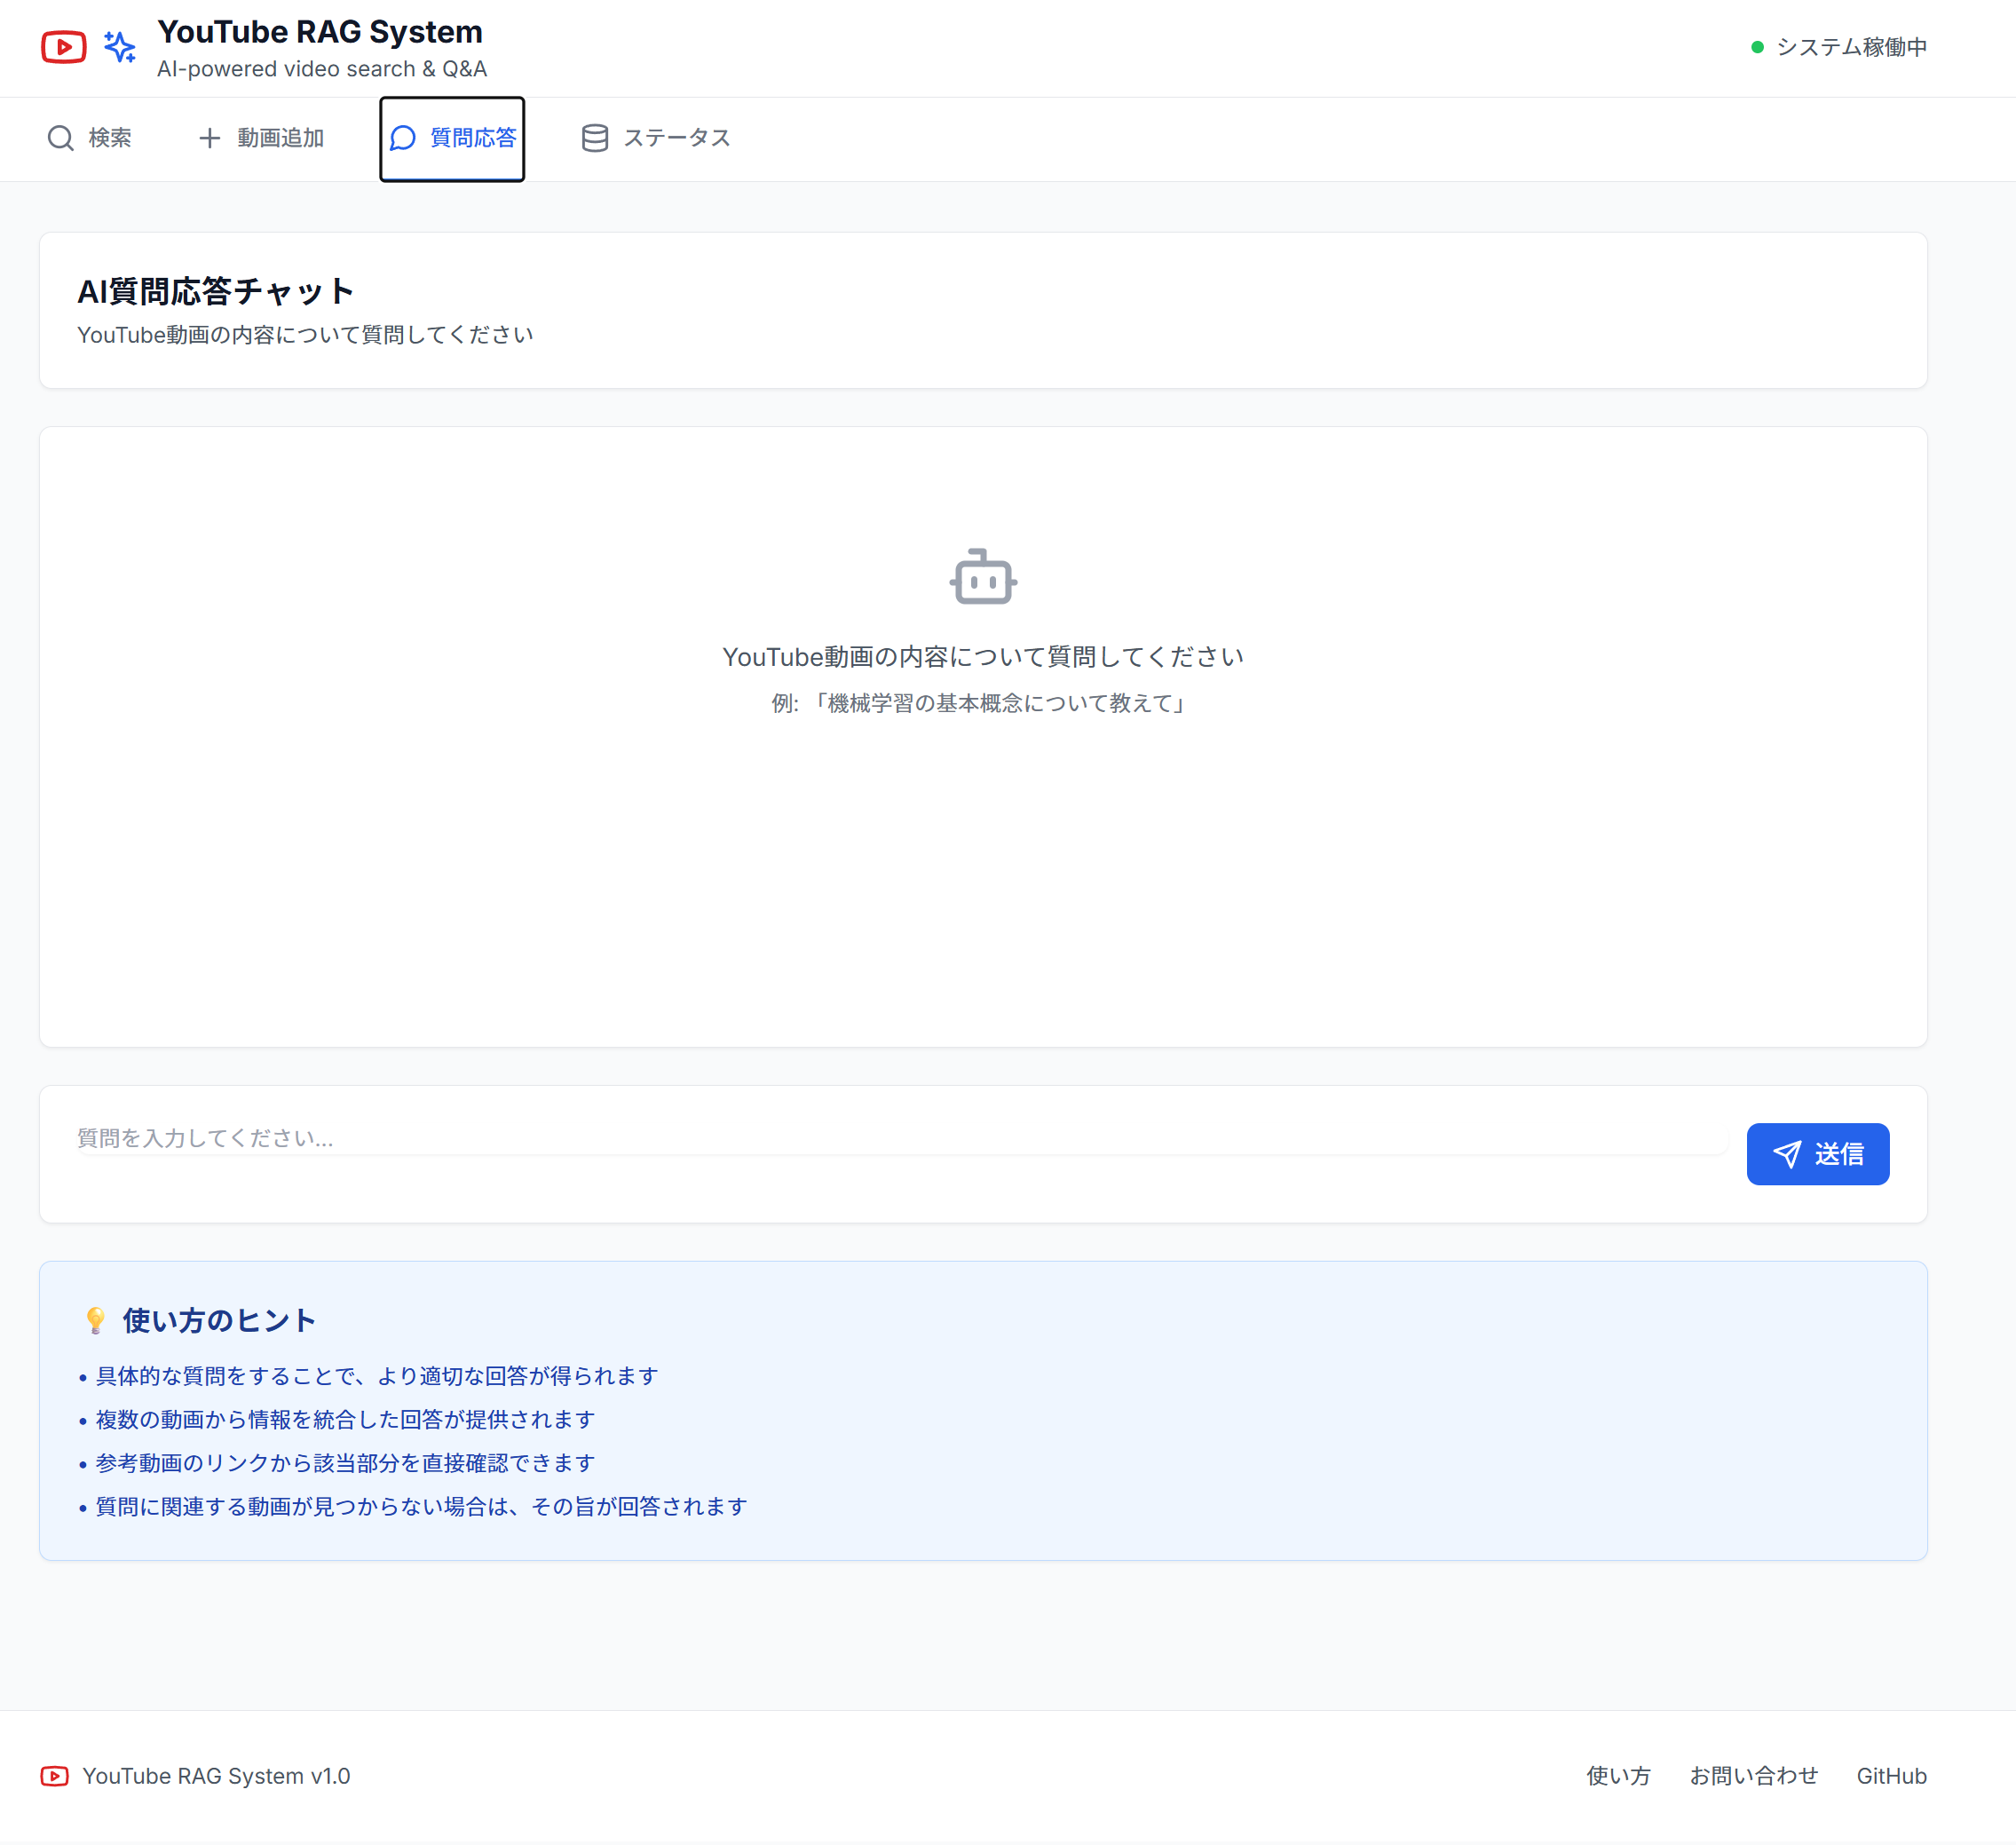 YouTube RAG System
AI-powered video search & Q&A
システム稼働中
検索
動画追加
質問応答
ステータス
AI質問応答チャット
YouTube動画の内容について質問してください
YouTube動画の内容について質問してください
例: 「機械学習の基本概念について教えて」
質問を入力してください...
送信
💡 使い方のヒント
• 具体的な質問をすることで、より適切な回答が得られます
• 複数の動画から情報を統合した回答が提供されます
• 参考動画のリンクから該当部分を直接確認できます
• 質問に関連する動画が見つからない場合は、その旨が回答されます
YouTube RAG System v1.0
使い方
お問い合わせ
GitHub